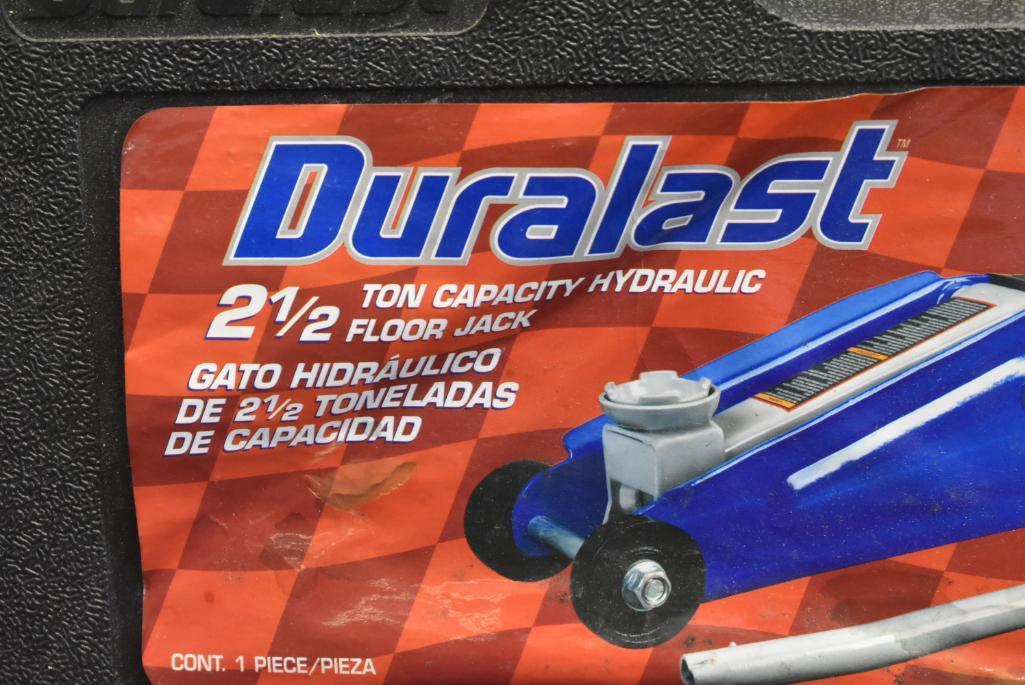 Duralast™
2½ TON CAPACITY HYDRAULIC
FLOOR JACK
GATO HIDRÁULICO
DE 2½ TONELADAS
DE CAPACIDAD
CONT. 1 PIECE/PIEZA